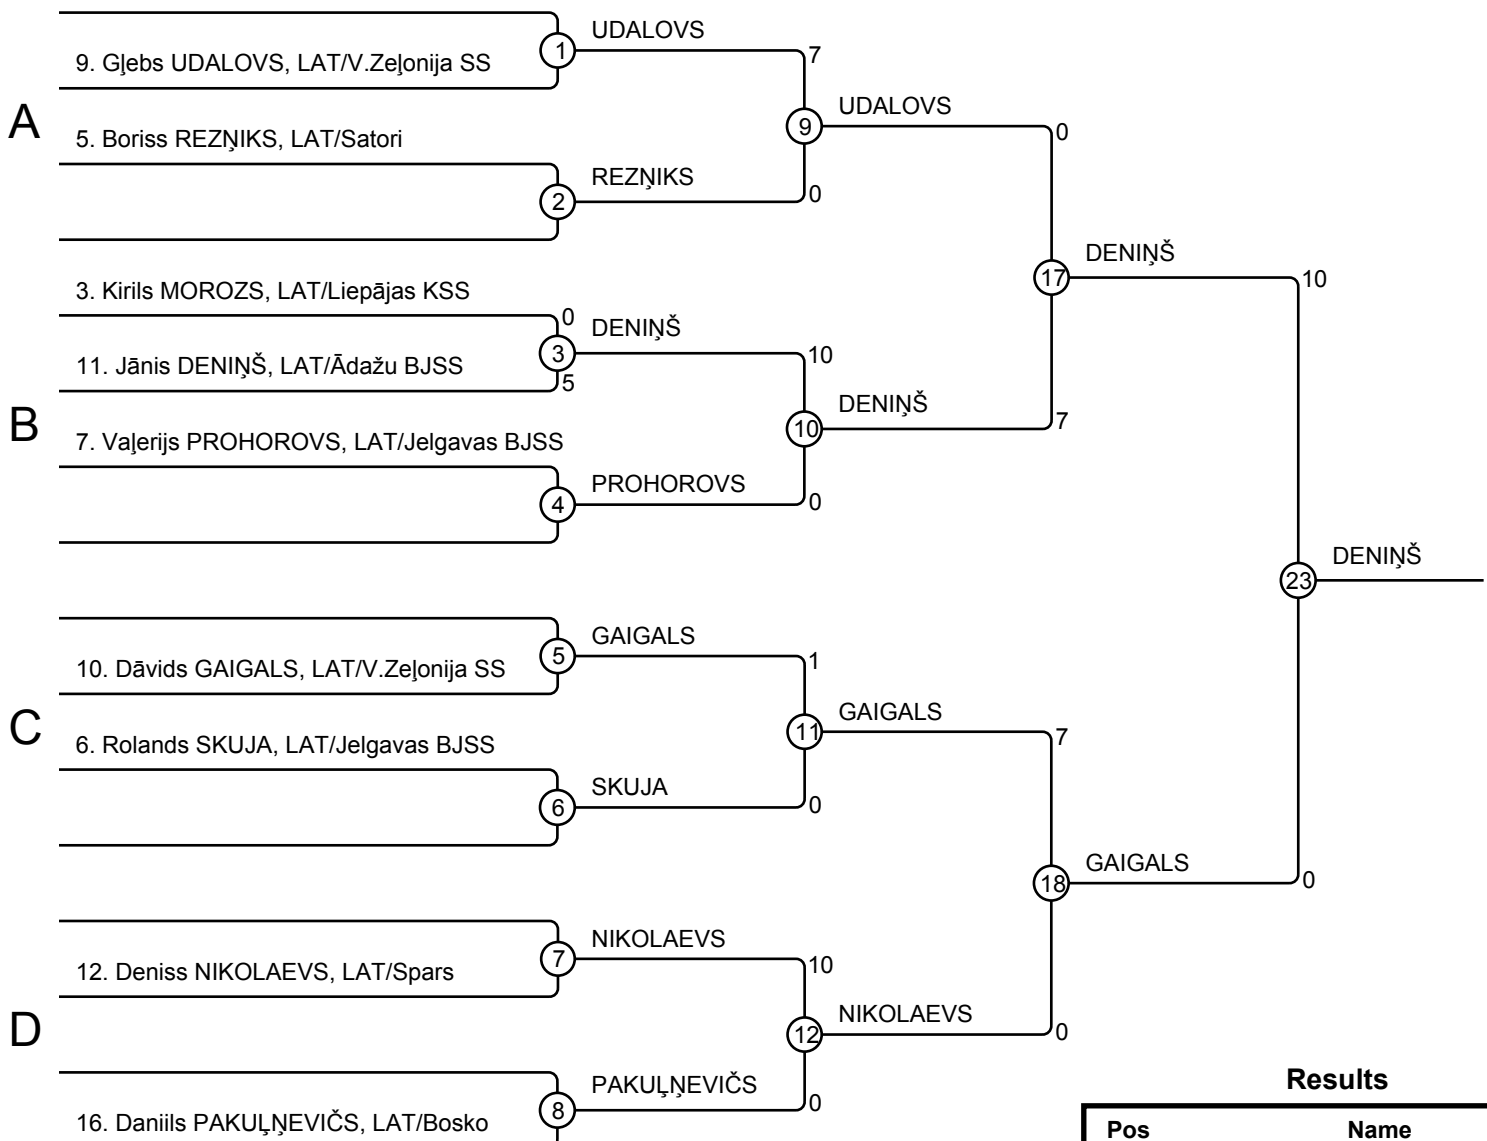 UDALOVS
7
9. Gļebs UDALOVS, LAT/V.Zeļonija SS
1
A
UDALOVS
0
5. Boriss REZŅIKS, LAT/Satori
9
REZŅIKS
0
2
DENIŅŠ
10
17
3. Kirils MOROZS, LAT/Liepājas KSS
0
DENIŅŠ
10
3
11. Jānis DENIŅŠ, LAT/Ādažu BJSS
5
B
DENIŅŠ
7
7. Vaļerijs PROHOROVS, LAT/Jelgavas BJSS
10
PROHOROVS
0
4
DENIŅŠ
23
GAIGALS
1
10. Dāvids GAIGALS, LAT/V.Zeļonija SS
5
C
GAIGALS
7
6. Rolands SKUJA, LAT/Jelgavas BJSS
11
SKUJA
0
6
GAIGALS
0
18
NIKOLAEVS
10
12. Deniss NIKOLAEVS, LAT/Spars
7
D
NIKOLAEVS
0
12
PAKUĻŅEVIČS
0
16. Daniils PAKUĻŅEVIČS, LAT/Bosko
8
Results
Pos Name